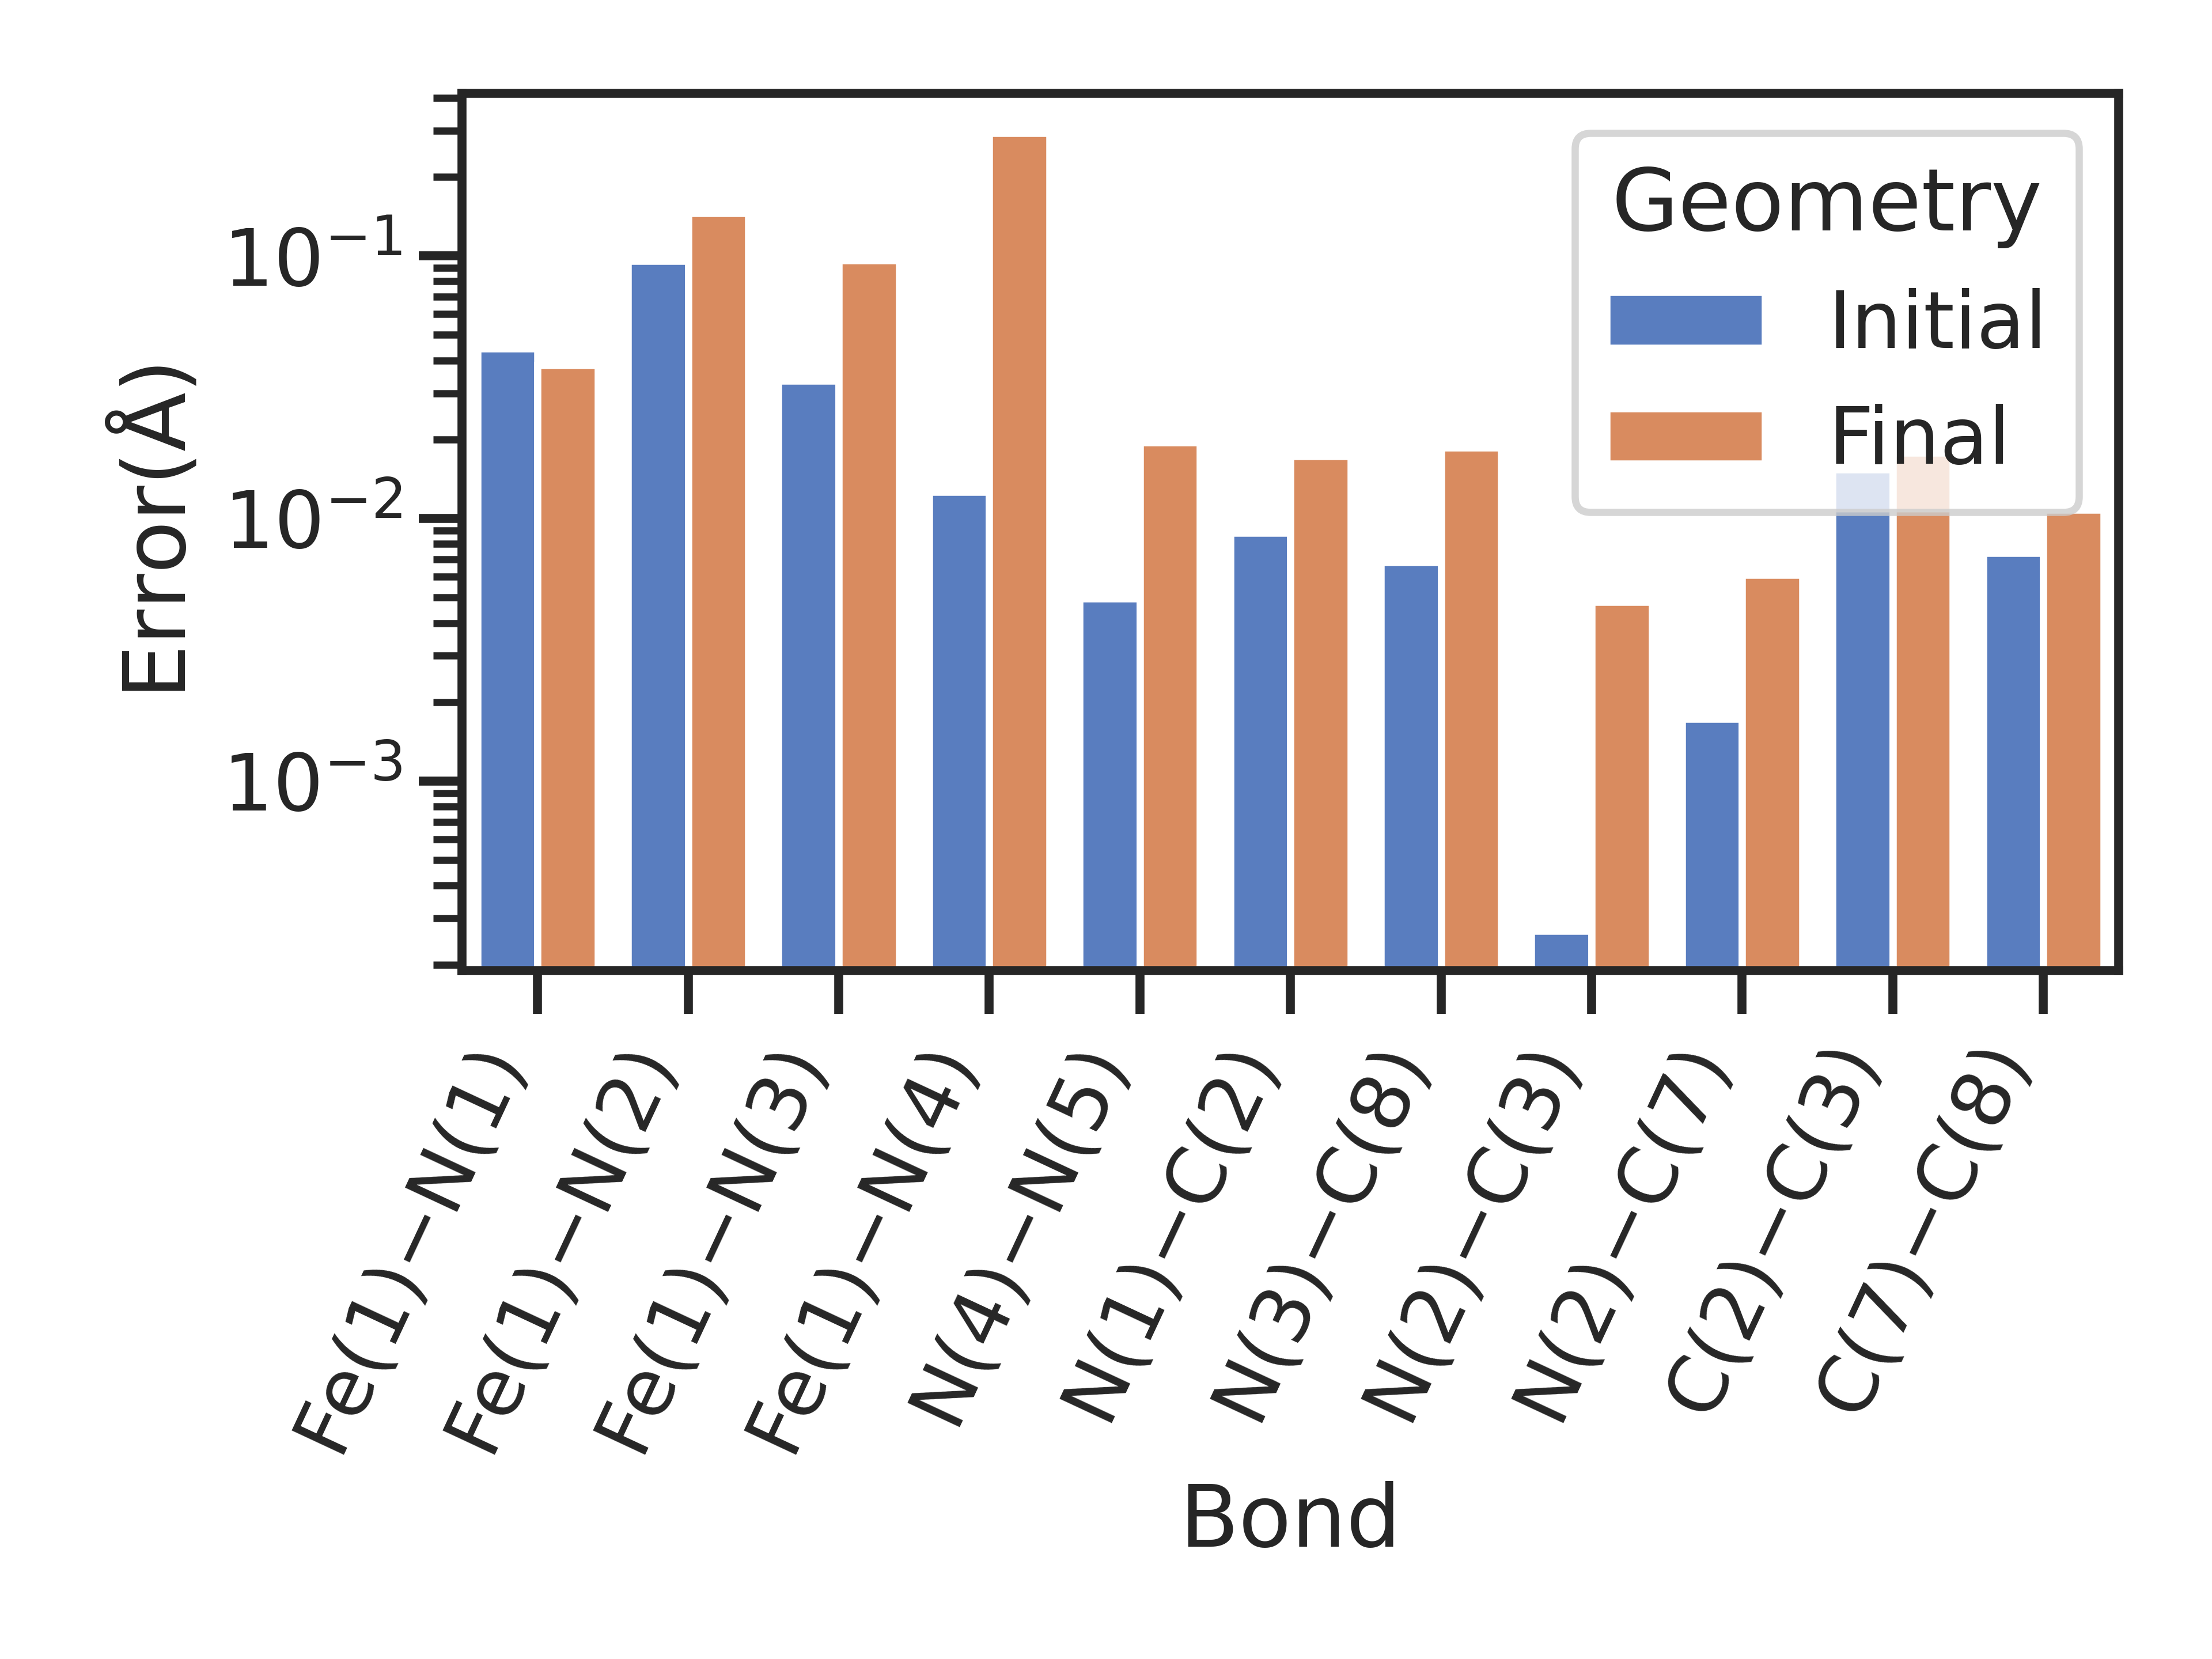 Error(Å)
10⁻¹
10⁻²
10⁻³
Geometry
Initial
Final
Fe(1)—N(1)
Fe(1)—N(2)
Fe(1)—N(3)
Fe(1)—N(4)
N(4)—N(5)
N(1)—C(2)
N(3)—C(8)
N(2)—C(3)
N(2)—C(7)
C(2)—C(3)
C(7)—C(8)
Bond